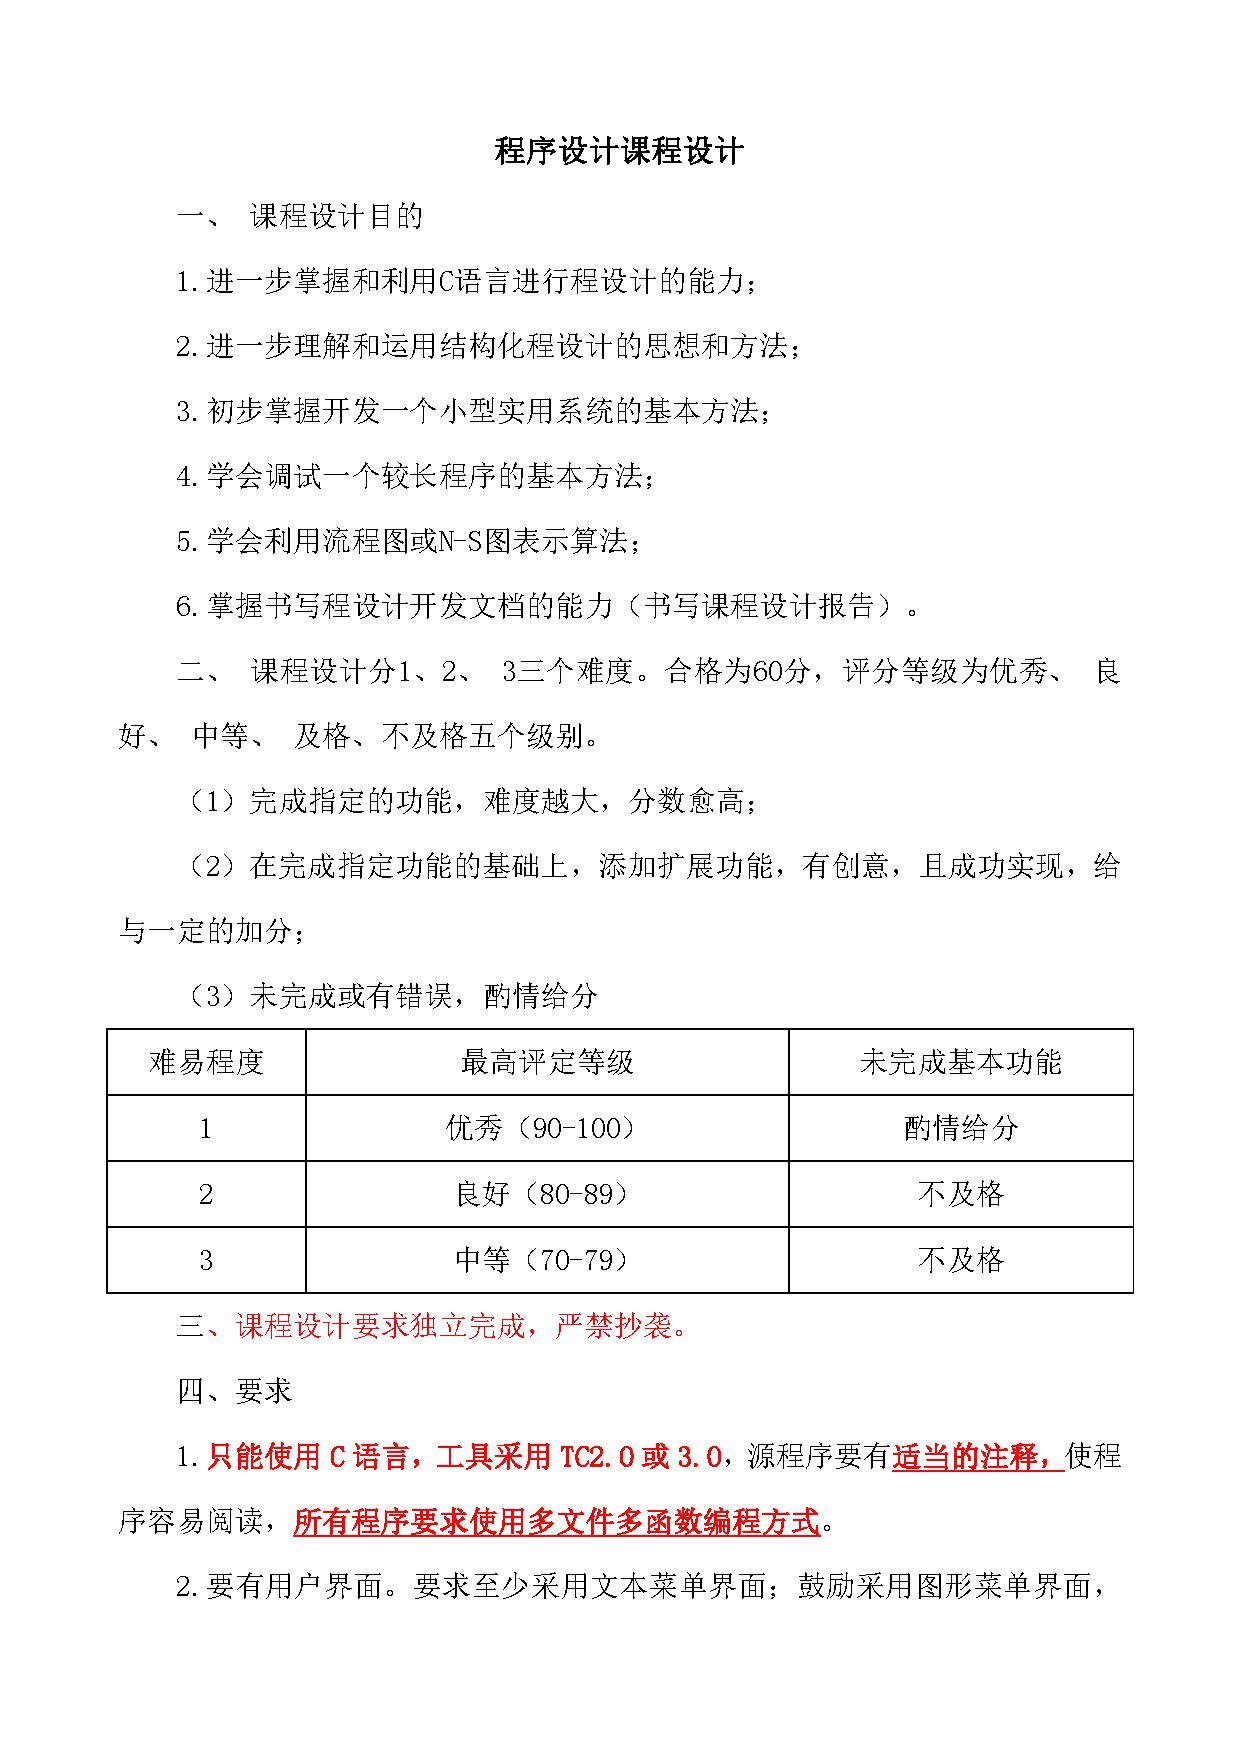 程序设计课程设计
一、 课程设计目的
1.进一步掌握和利用C语言进行程设计的能力；
2.进一步理解和运用结构化程设计的思想和方法；
3.初步掌握开发一个小型实用系统的基本方法；
4.学会调试一个较长程序的基本方法；
5.学会利用流程图或N-S图表示算法；
6.掌握书写程设计开发文档的能力（书写课程设计报告）。
二、 课程设计分1、2、 3三个难度。合格为60分，评分等级为优秀、 良
好、 中等、 及格、不及格五个级别。
（1）完成指定的功能，难度越大，分数愈高；
（2）在完成指定功能的基础上，添加扩展功能，有创意，且成功实现，给
与一定的加分；
（3）未完成或有错误，酌情给分
难易程度 最高评定等级 未完成基本功能
1 优秀（90-100） 酌情给分
2 良好（80-89） 不及格
3 中等（70-79） 不及格
三、课程设计要求独立完成，严禁抄袭。
四、要求
1.只能使用 C 语言，工具采用 TC2.0 或 3.0，源程序要有适当的注释，使程
序容易阅读，所有程序要求使用多文件多函数编程方式。
2.要有用户界面。要求至少采用文本菜单界面；鼓励采用图形菜单界面，